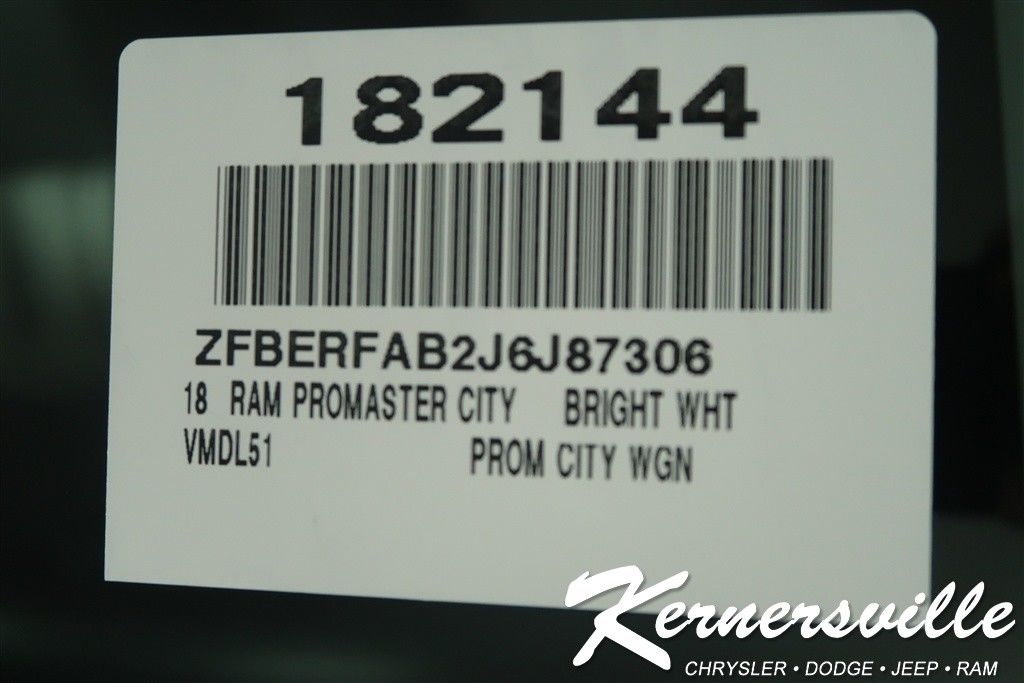 182144
ZFBERFAB2J6J87306
18 RAM PROMASTER CITY BRIGHT WHT
VMDL51 PROM CITY WGN
Kernersville
CHRYSLER • DODGE • JEEP • RAM